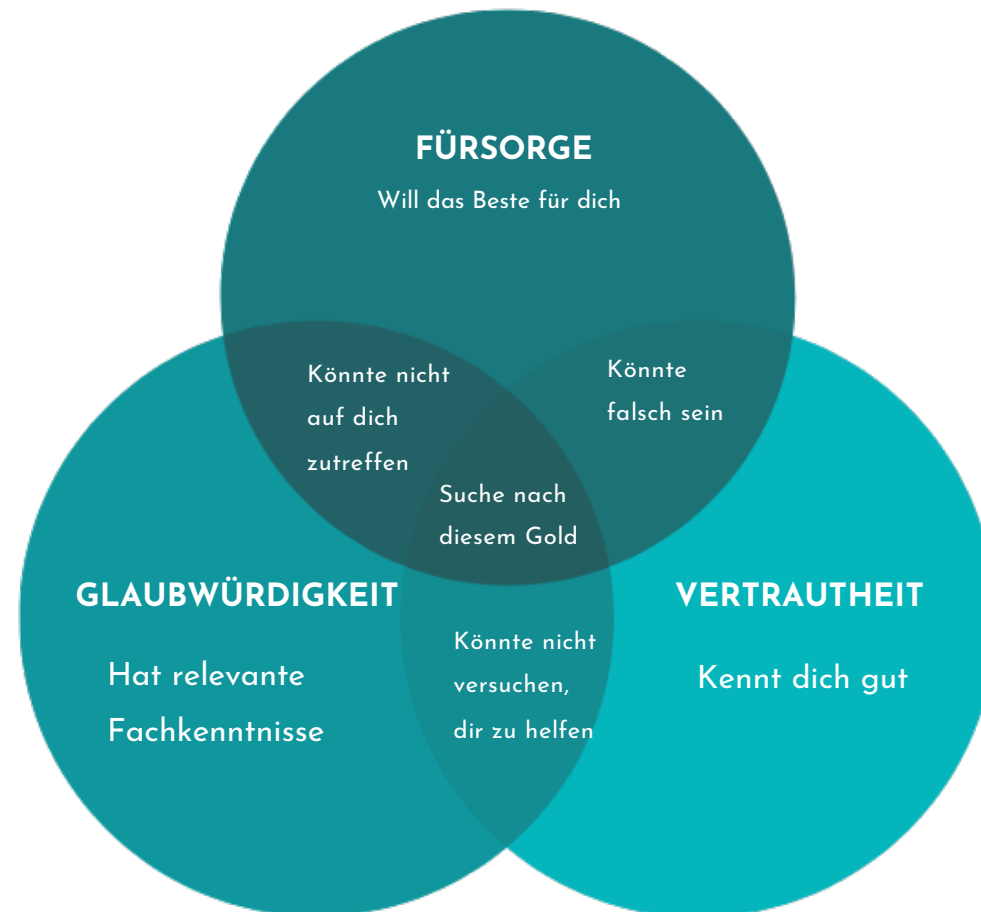 FÜRSORGE
Will das Beste für dich
Könnte nicht
auf dich
zutreffen
Könnte
falsch sein
Suche nach
diesem Gold
GLAUBWÜRDIGKEIT
Hat relevante
Fachkenntnisse
Könnte nicht
versuchen,
dir zu helfen
VERTRAUTHEIT
Kennt dich gut